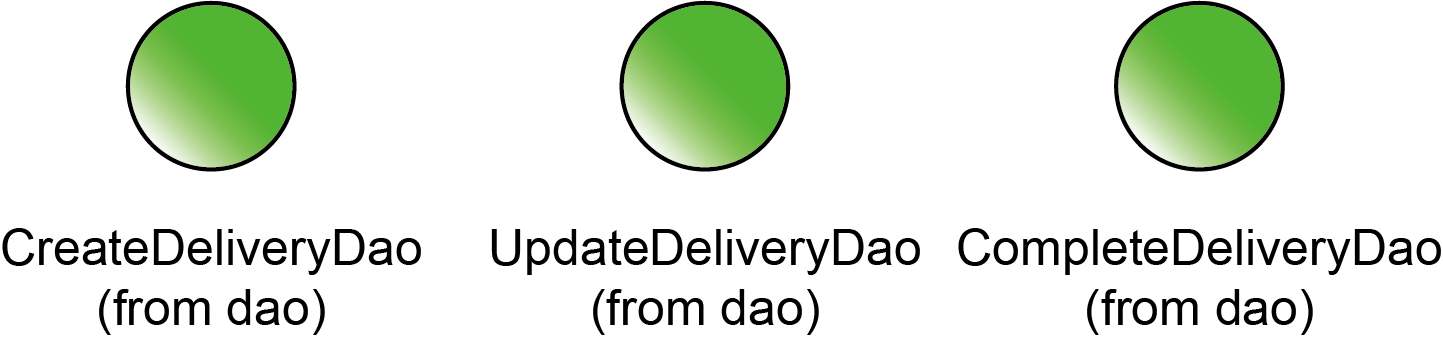 CreateDeliveryDao
(from dao)
UpdateDeliveryDao
(from dao)
CompleteDeliveryDao
(from dao)